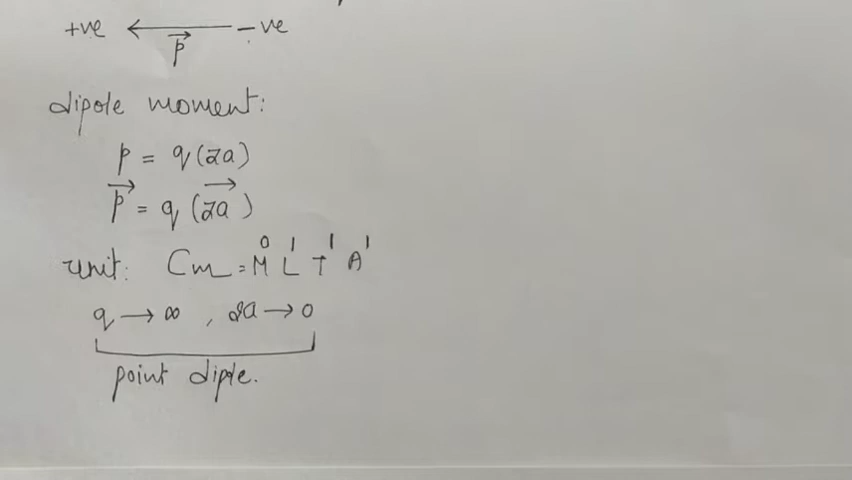 +ve ← -ve
p⃗
dipole moment:
p = q(2a)
p⃗ = q (2a⃗)
unit: Cm = M⁰ L¹ T¹ A¹
q → ∞ , 2a → 0
point diple.